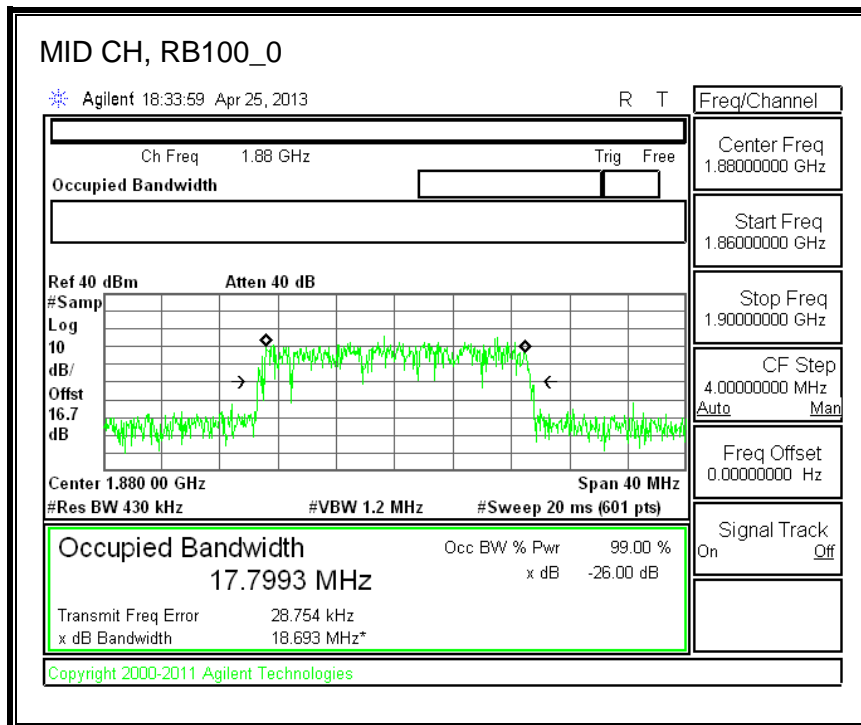 MID CH, RB100_0
Agilent 18:33:59 Apr 25, 2013 R T
Freq/Channel
Ch Freq 1.88 GHz Trig Free
Occupied Bandwidth
Center Freq
1.88000000 GHz
Start Freq
1.86000000 GHz
Stop Freq
1.90000000 GHz
CF Step
4.00000000 MHz
Auto Man
Freq Offset
0.00000000 Hz
Signal Track
On Off
Ref 40 dBm Atten 40 dB
#Samp
Log
10
dB/
Offst
16.7
dB
Center 1.880 00 GHz Span 40 MHz
#Res BW 430 kHz #VBW 1.2 MHz #Sweep 20 ms (601 pts)
Occupied Bandwidth
17.7993 MHz
Occ BW % Pwr 99.00 %
x dB -26.00 dB
Transmit Freq Error 28.754 kHz
x dB Bandwidth 18.693 MHz*
Copyright 2000-2011 Agilent Technologies